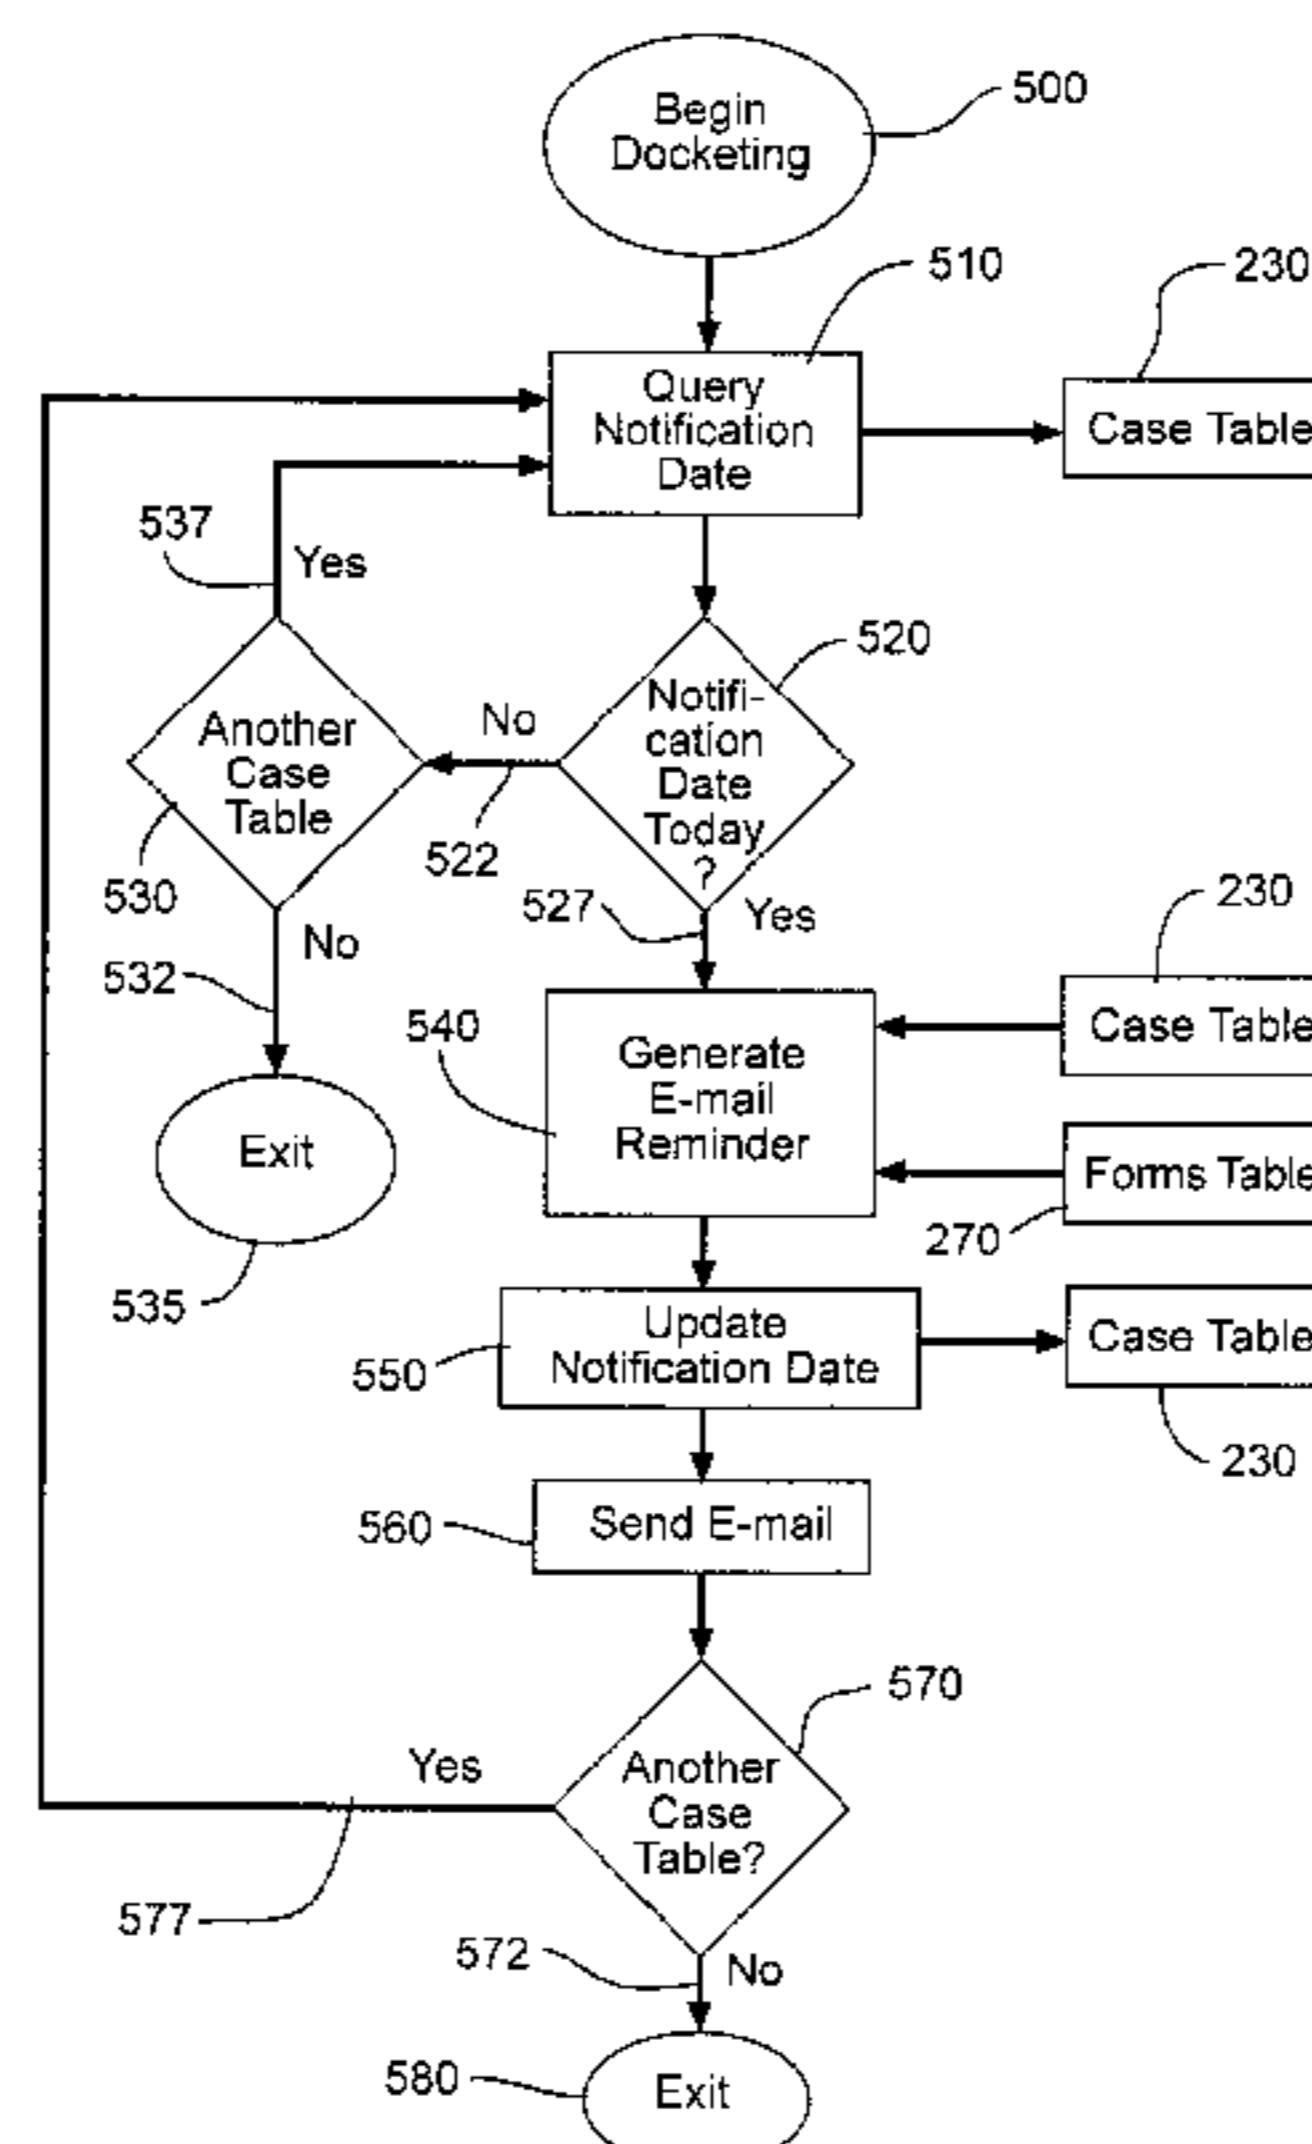 Begin
Docketing
500
510
230
Query
Notification
Date
Case Table
537
Yes
520
Notifi-
cation
Date
Today
?
No
522
Another
Case
Table
530
527
Yes
230
No
532
540
Generate
E-mail
Reminder
Case Table
Exit
Forms Table
270
535
Update
Notification Date
550
Case Table
230
560
Send E-mail
570
Another
Case
Table?
Yes
577
572
No
580
Exit